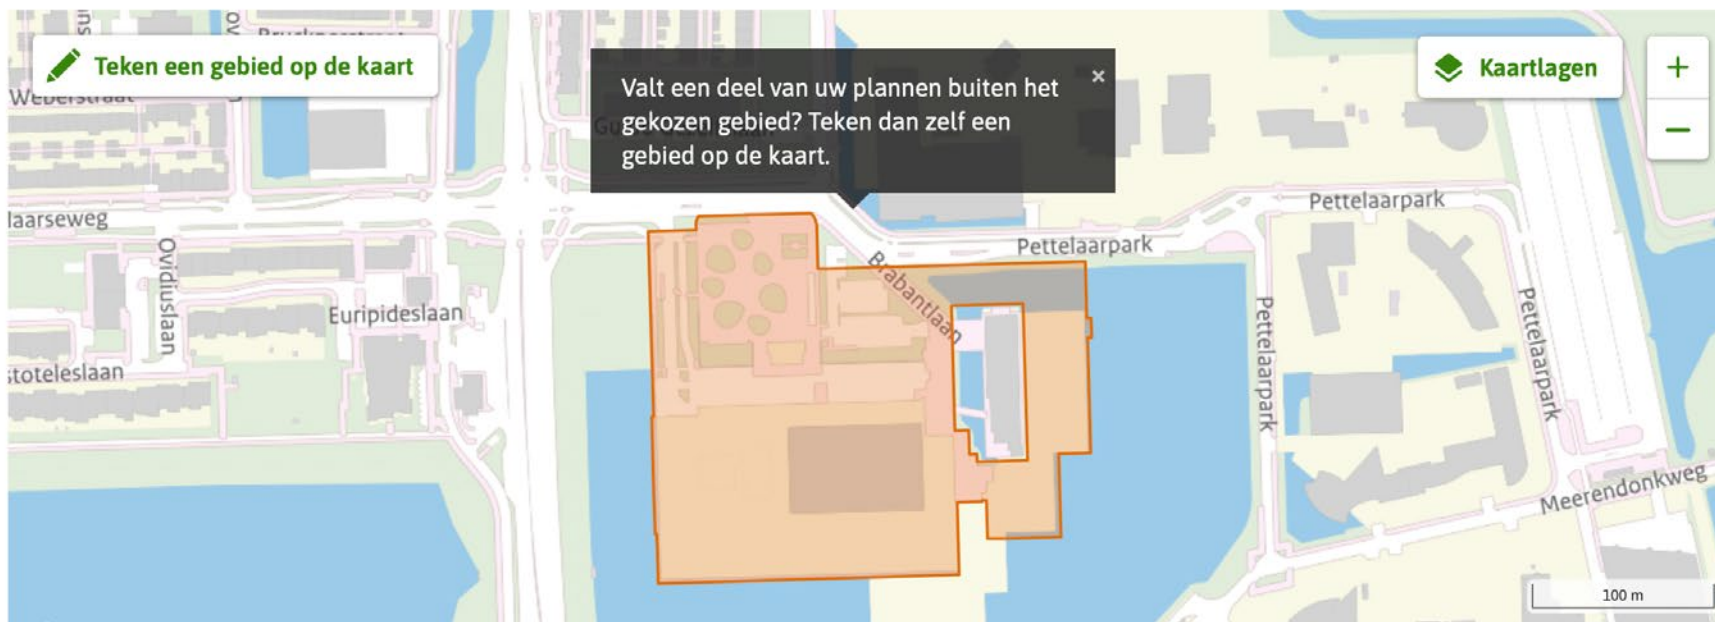 Teken een gebied op de kaart
Valt een deel van uw plannen buiten het
gekozen gebied? Teken dan zelf een
gebied op de kaart.
×
Kaartlagen
+
−
Weberstraat
laarseweg
Ovidiuslaan
Euripideslaan
stoteleslaan
Brabantlaan
Pettelaarpark
Pettelaarpark
Pettelaarpark
Pettelaarpark
Meerendonkweg
100 m